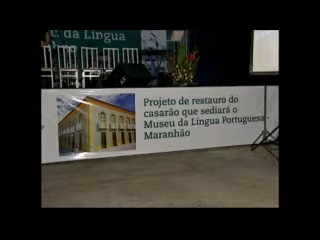 da Língua
Projeto de restauro do
casarão que sediará o
Museu da Língua Portuguesa -
Maranhão